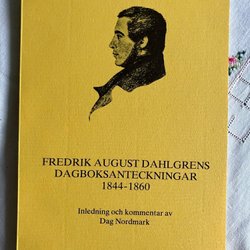 FREDRIK AUGUST DAHLGRENS
DAGBOKSANTECKNINGAR
1844-1860
Inledning och kommentar av
Dag Nordmark